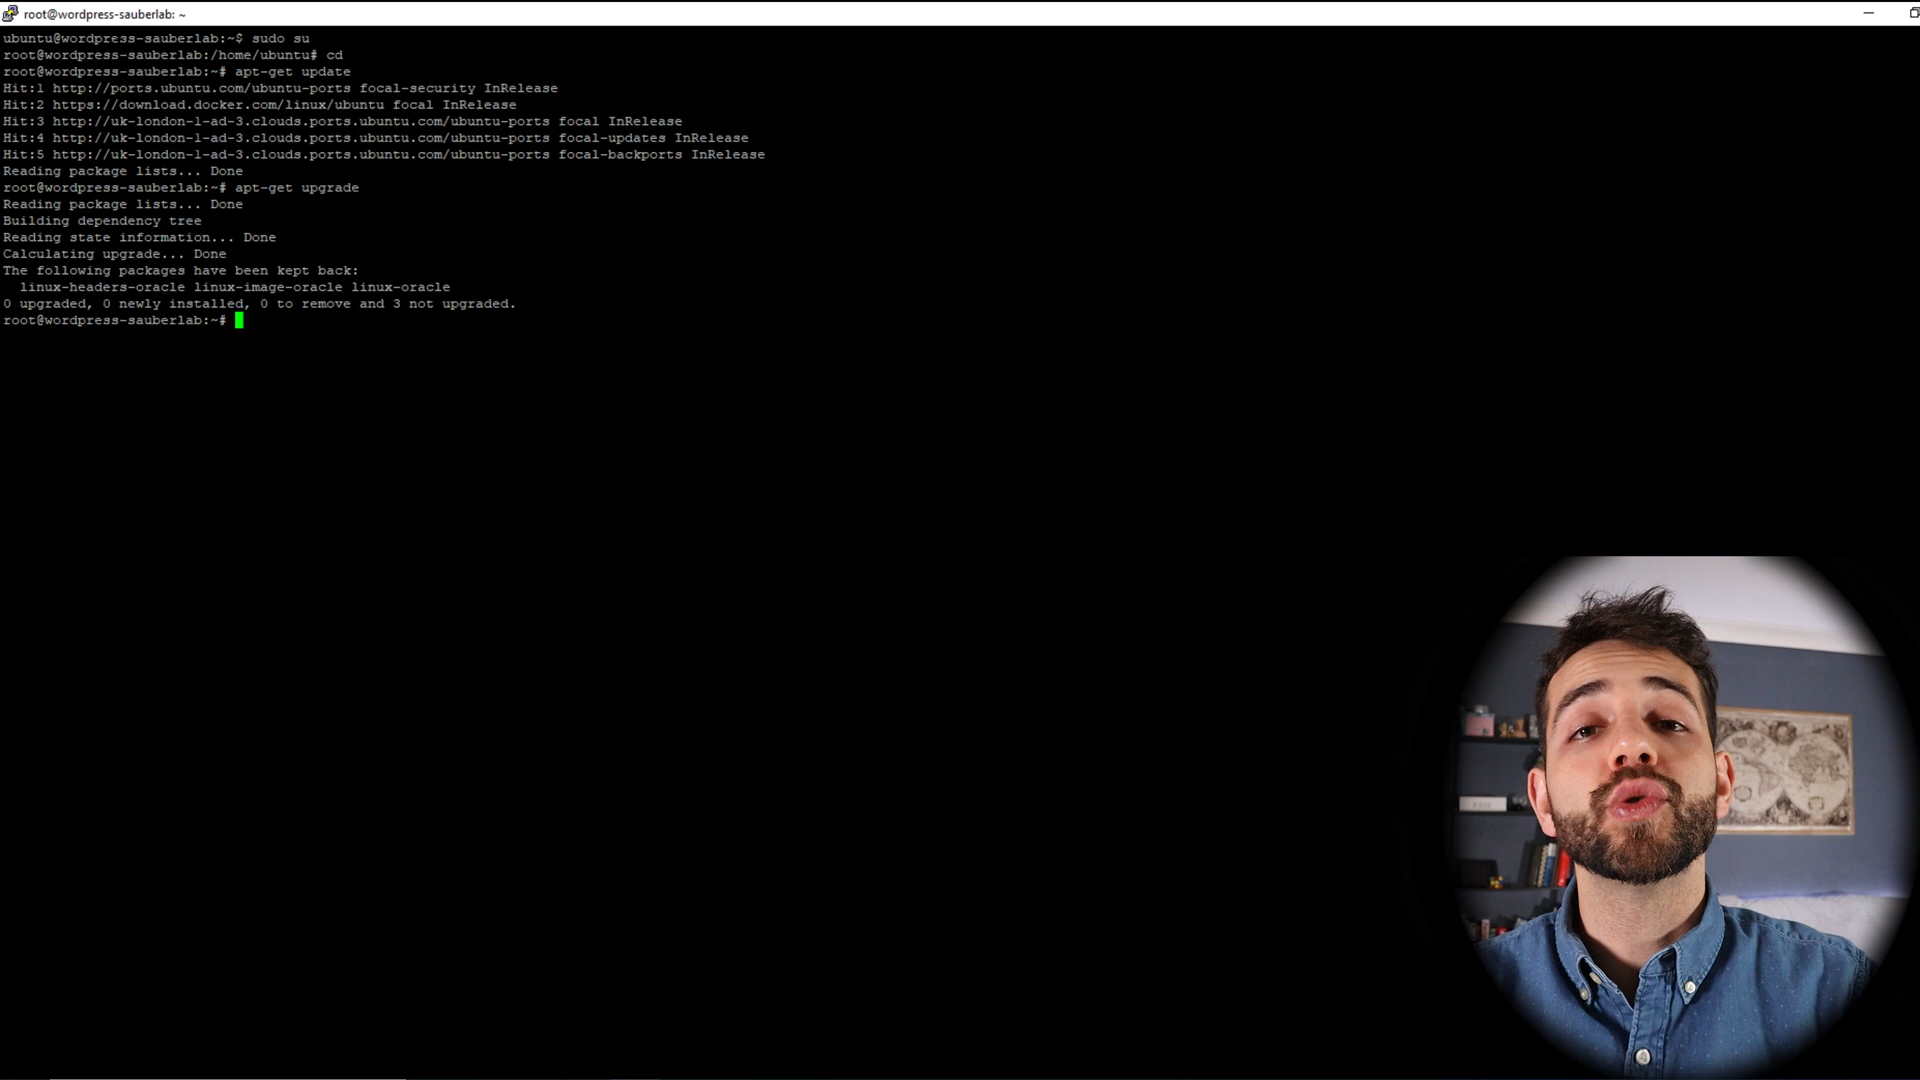 root@wordpress-sauberlab: ~
ubuntu@wordpress-sauberlab:~$ sudo su
root@wordpress-sauberlab:/home/ubuntu# cd
root@wordpress-sauberlab:~# apt-get update
Hit:1 http://ports.ubuntu.com/ubuntu-ports focal-security InRelease
Hit:2 https://download.docker.com/linux/ubuntu focal InRelease
Hit:3 http://uk-london-1-ad-3.clouds.ports.ubuntu.com/ubuntu-ports focal InRelease
Hit:4 http://uk-london-1-ad-3.clouds.ports.ubuntu.com/ubuntu-ports focal-updates InRelease
Hit:5 http://uk-london-1-ad-3.clouds.ports.ubuntu.com/ubuntu-ports focal-backports InRelease
Reading package lists... Done
root@wordpress-sauberlab:~# apt-get upgrade
Reading package lists... Done
Building dependency tree
Reading state information... Done
Calculating upgrade... Done
The following packages have been kept back:
  linux-headers-oracle linux-image-oracle linux-oracle
0 upgraded, 0 newly installed, 0 to remove and 3 not upgraded.
root@wordpress-sauberlab:~#